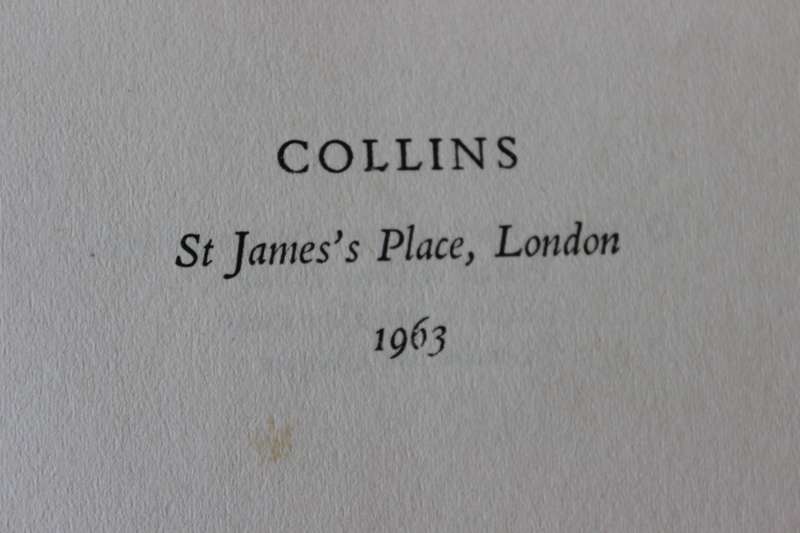 COLLINS
St James's Place, London
1963